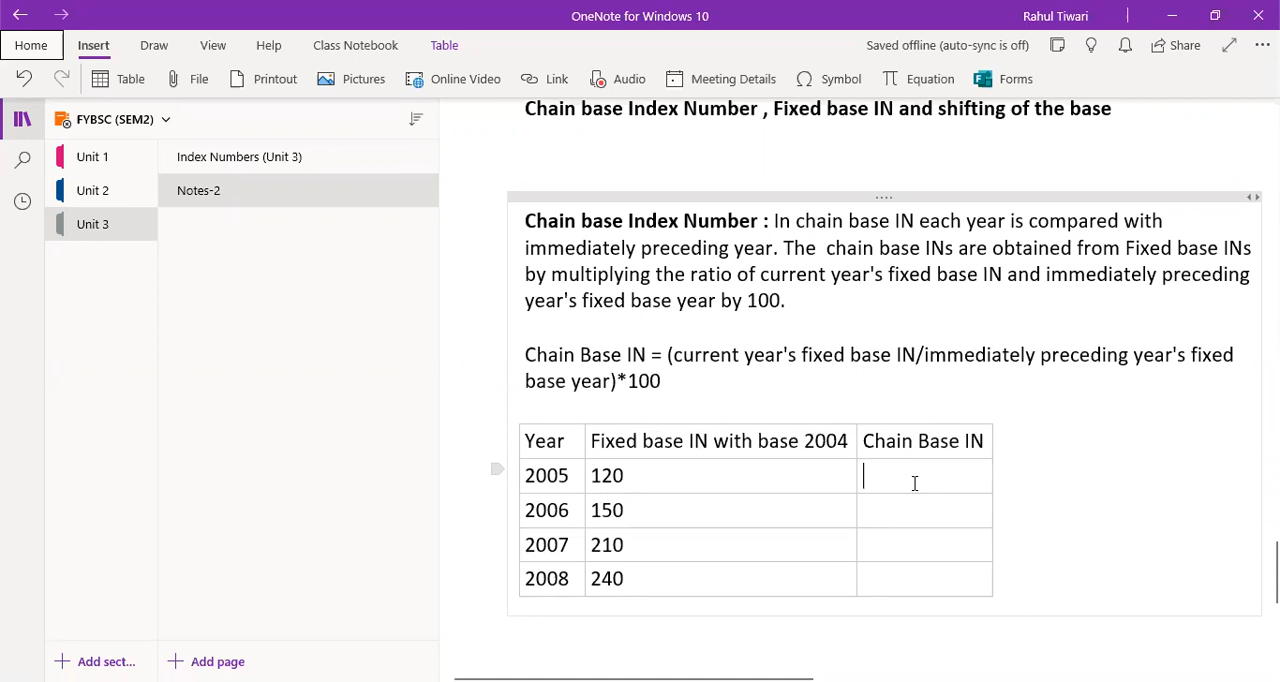 OneNote for Windows 10
Rahul Tiwari
Home Insert Draw View Help Class Notebook Table
Saved offline (auto-sync is off) Share
Table File Printout Pictures Online Video Link Audio Meeting Details Symbol Equation Forms
FYBSC (SEM2)
Unit 1
Unit 2
Unit 3
Index Numbers (Unit 3)
Notes-2
Add sect...
Add page
Chain base Index Number , Fixed base IN and shifting of the base
Chain base Index Number : In chain base IN each year is compared with
immediately preceding year. The  chain base INs are obtained from Fixed base INs
by multiplying the ratio of current year's fixed base IN and immediately preceding
year's fixed base year by 100.
Chain Base IN = (current year's fixed base IN/immediately preceding year's fixed
base year)*100
Year Fixed base IN with base 2004 Chain Base IN
2005 120
2006 150
2007 210
2008 240